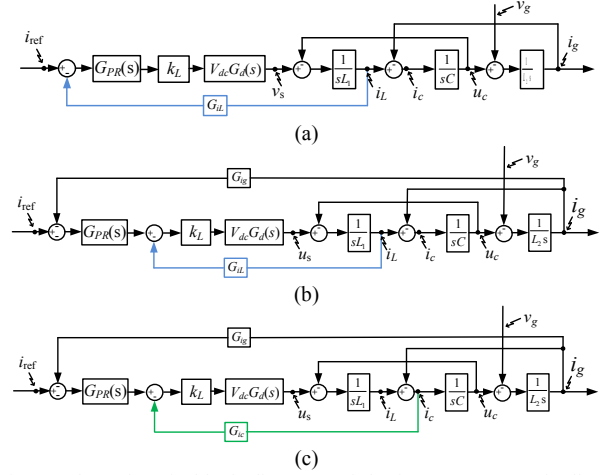 v_g
i_ref
i_g
+ −
G_PR(s)
k_L
V_dc G_d(s)
v_s
+ -
1/sL_1
i_L
+ -
i_c
1/sC
u_c
+ -
G_iL
(a)
v_g
G_ig
i_ref
i_g
+ −
G_PR(s)
+ −
k_L
V_dc G_d(s)
u_s
+ -
1/sL_1
i_L
+ -
i_c
1/sC
u_c
+ -
1/L_2 s
G_iL
(b)
v_g
G_ig
i_ref
i_g
+ −
G_PR(s)
+ −
k_L
V_dc G_d(s)
u_s
+ -
1/sL_1
i_L
+ -
i_c
1/sC
u_c
+ -
1/L_2 s
G_ic
(c)